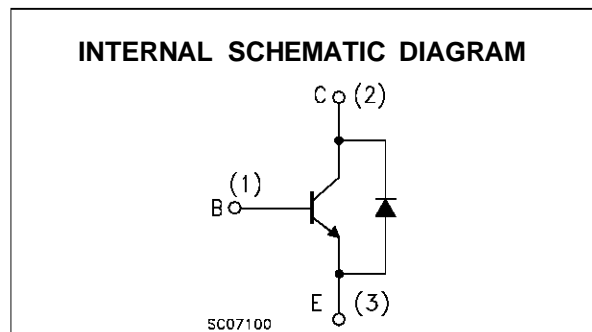 INTERNAL SCHEMATIC DIAGRAM
C (2)
(1)
B
E (3)
SC07100